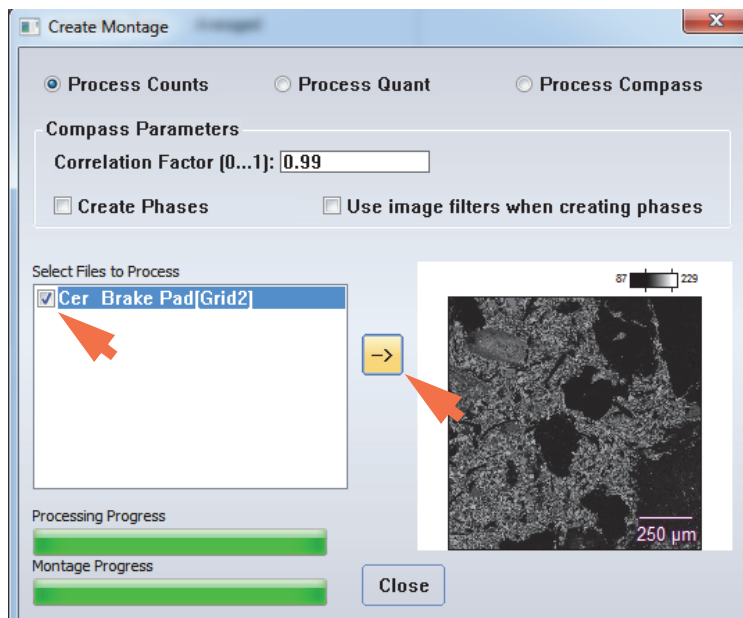 Create Montage
Process Counts Process Quant Process Compass
Compass Parameters
Correlation Factor (0...1): 0.99
Create Phases Use image filters when creating phases
Select Files to Process
Cer Brake Pad[Grid2]
87 229
->
250 µm
Processing Progress
Montage Progress
Close